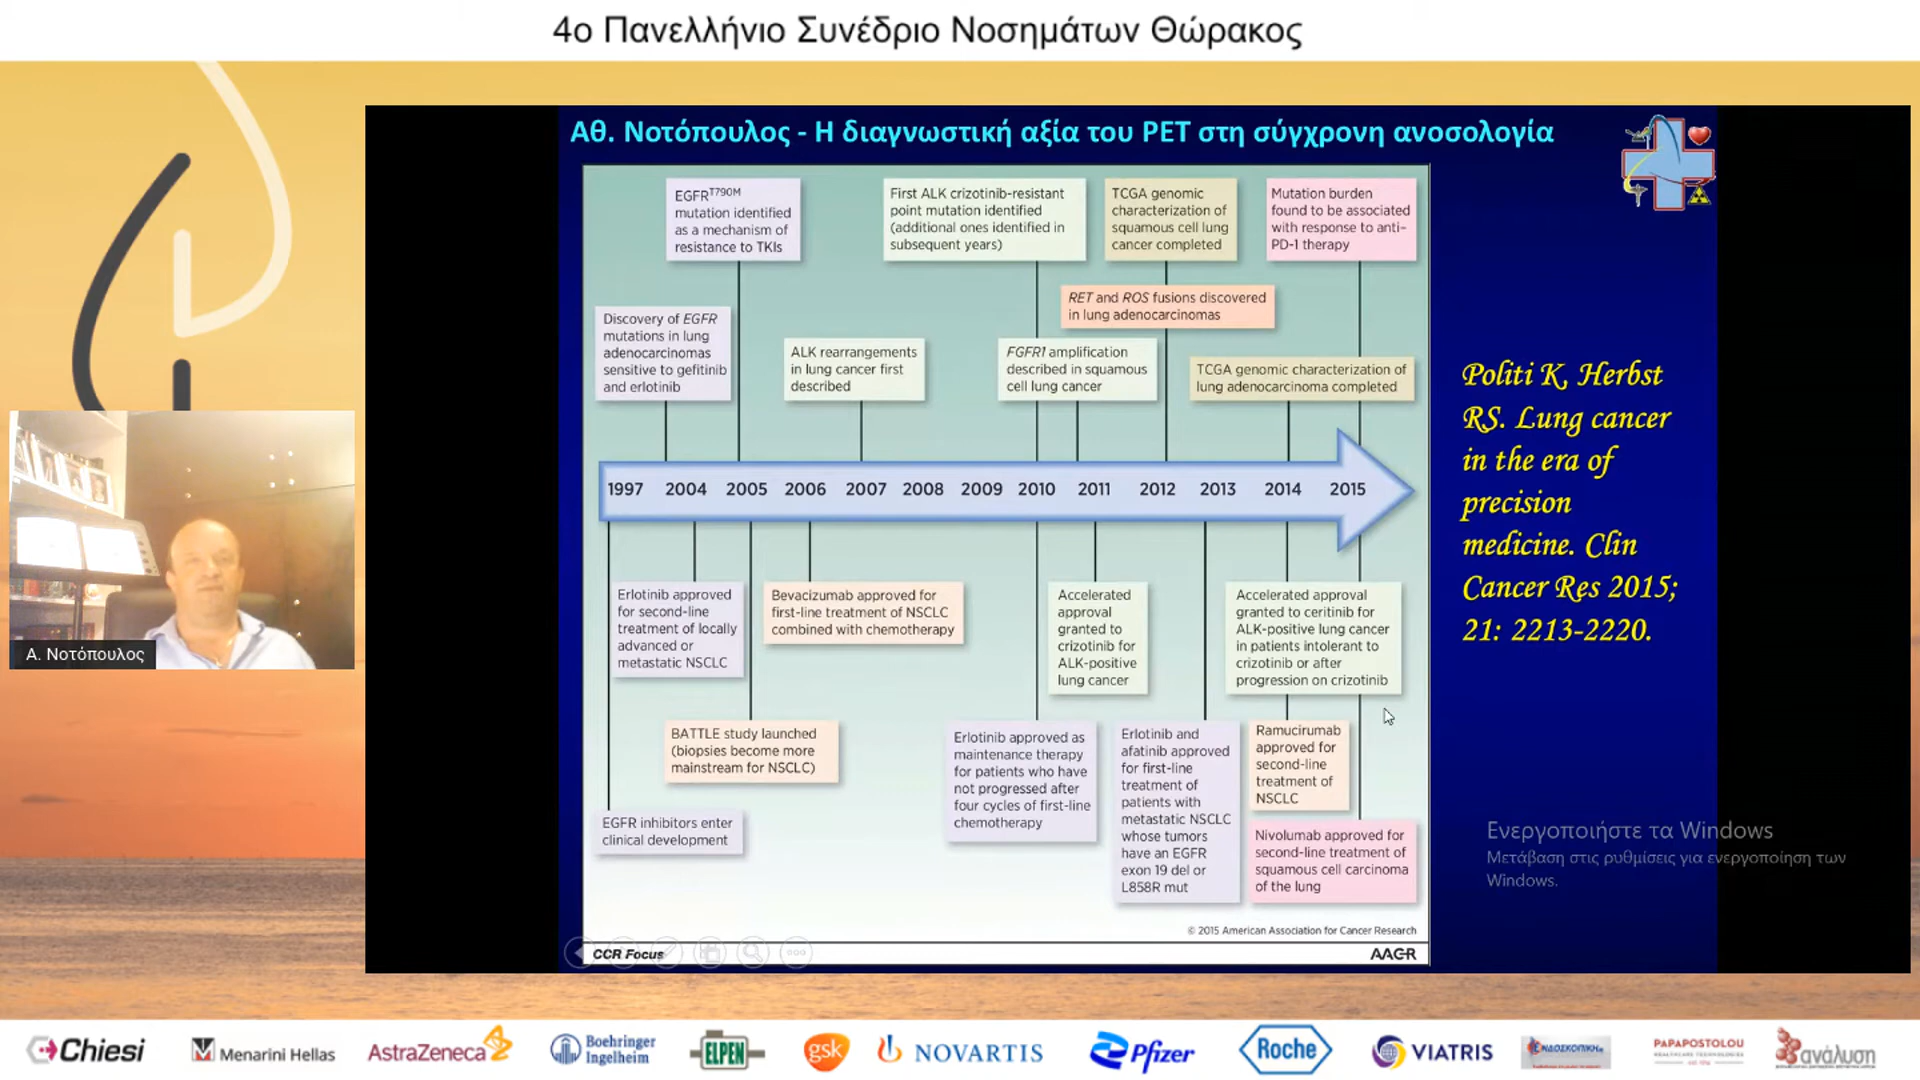 4ο Πανελλήνιο Συνέδριο Νοσημάτων Θώρακος
Αθ. Νοτόπουλος - Η διαγνωστική αξία του PET στη σύγχρονη ανοσολογία
EGFRT790M
mutation identified
as a mechanism of
resistance to TKIs
First ALK crizotinib-resistant
point mutation identified
(additional ones identified in
subsequent years)
TCGA genomic
characterization of
squamous cell lung
cancer completed
Mutation burden
found to be associated
with response to anti–
PD-1 therapy
RET and ROS fusions discovered
in lung adenocarcinomas
Discovery of EGFR
mutations in lung
adenocarcinomas
sensitive to gefitinib
and erlotinib
ALK rearrangements
in lung cancer first
described
FGFR1 amplification
described in squamous
cell lung cancer
TCGA genomic characterization of
lung adenocarcinoma completed
1997 2004 2005 2006 2007 2008 2009 2010 2011 2012 2013 2014 2015
Erlotinib approved
for second-line
treatment of locally
advanced or
metastatic NSCLC
Bevacizumab approved for
first-line treatment of NSCLC
combined with chemotherapy
Accelerated
approval
granted to
crizotinib for
ALK-positive
lung cancer
Accelerated approval
granted to ceritinib for
ALK-positive lung cancer
in patients intolerant to
crizotinib or after
progression on crizotinib
BATTLE study launched
(biopsies become more
mainstream for NSCLC)
Erlotinib approved as
maintenance therapy
for patients who have
not progressed after
four cycles of first-line
chemotherapy
Erlotinib and
afatinib approved
for first-line
treatment of
patients with
metastatic NSCLC
whose tumors
have an EGFR
exon 19 del or
L858R mut
Ramucirumab
approved for
second-line
treatment of
NSCLC
EGFR inhibitors enter
clinical development
Nivolumab approved for
second-line treatment of
squamous cell carcinoma
of the lung
© 2015 American Association for Cancer Research
CCR Focus
AACR
Politi K, Herbst
RS. Lung cancer
in the era of
precision
medicine. Clin
Cancer Res 2015;
21: 2213-2220.
Α. Νοτόπουλος
Ενεργοποιήστε τα Windows
Μετάβαση στις ρυθμίσεις για ενεργοποίηση των
Windows.
Chiesi
Menarini Hellas
AstraZeneca
Boehringer
Ingelheim
ELPEN
gsk
NOVARTIS
Pfizer
Roche
VIATRIS
ΕΝΔΟΣΚΟΠΙΚΗ
PAPAPOSTOLOU
ανάλυση